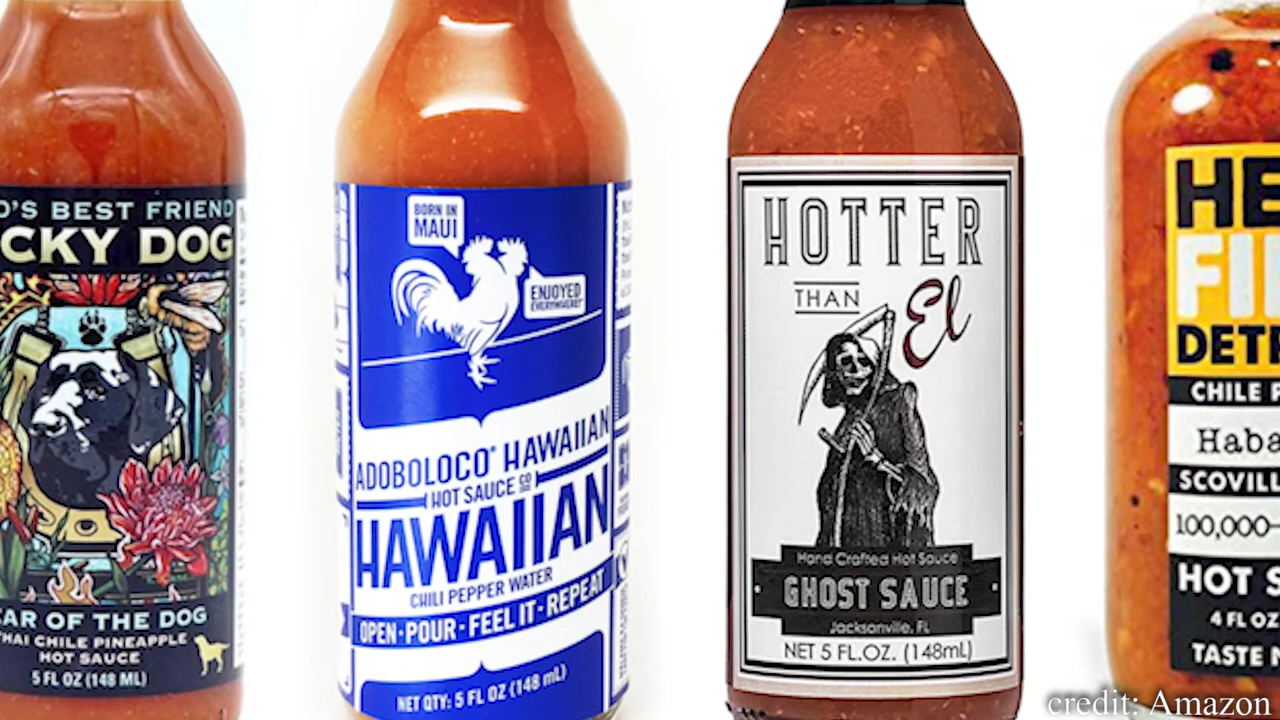 D'S BEST FRIEND
CKY DOG
EAR OF THE DOG
THAI CHILE PINEAPPLE
HOT SAUCE
5 FL OZ (148 ML)
BORN IN
MAUI
ENJOYED
EVERYWHERE!
ADOBOLOCO® HAWAIIAN
HOT SAUCE CO
HAWAIIAN
CHILI PEPPER WATER
OPEN·POUR·FEEL IT·REPEAT
NET QTY: 5 FL OZ (148 mL)
HOTTER
THAN
El
Hand Crafted Hot Sauce
GHOST SAUCE
Jacksonville, FL
NET 5 FL.OZ. (148mL)
HE
FI
DET
CHILE P
Haba
SCOVILL
100,000-
HOT S
4 FL OZ
TASTE
credit: Amazon